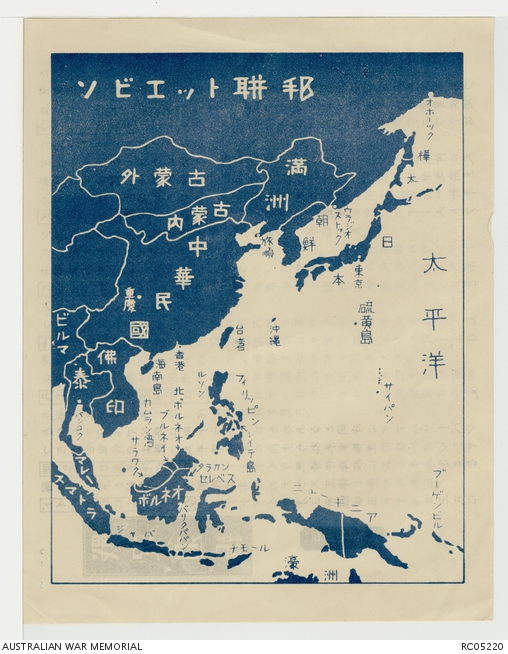 ソビエット聯邦
オホーツク
樺太
外蒙古
満洲
内蒙古
ウラジオストック
朝鮮
旅順
日本
東京
中華民國
重慶
太平洋
硫黄島
沖縄
台湾
ビルマ
佛印
泰
バンコク
香港
海南島
カムラン湾
北ボルネオ
ブルネイ
サラワク
ルソン
フィリッピン
レイテ島
サイパン
マレー
スマトラ
ボルネオ
タラカン
セレベス
バリクパパン
ジャバ
チモール
ニューギニア
ブーゲンビル
濠洲
AUSTRALIAN WAR MEMORIAL
RC05220